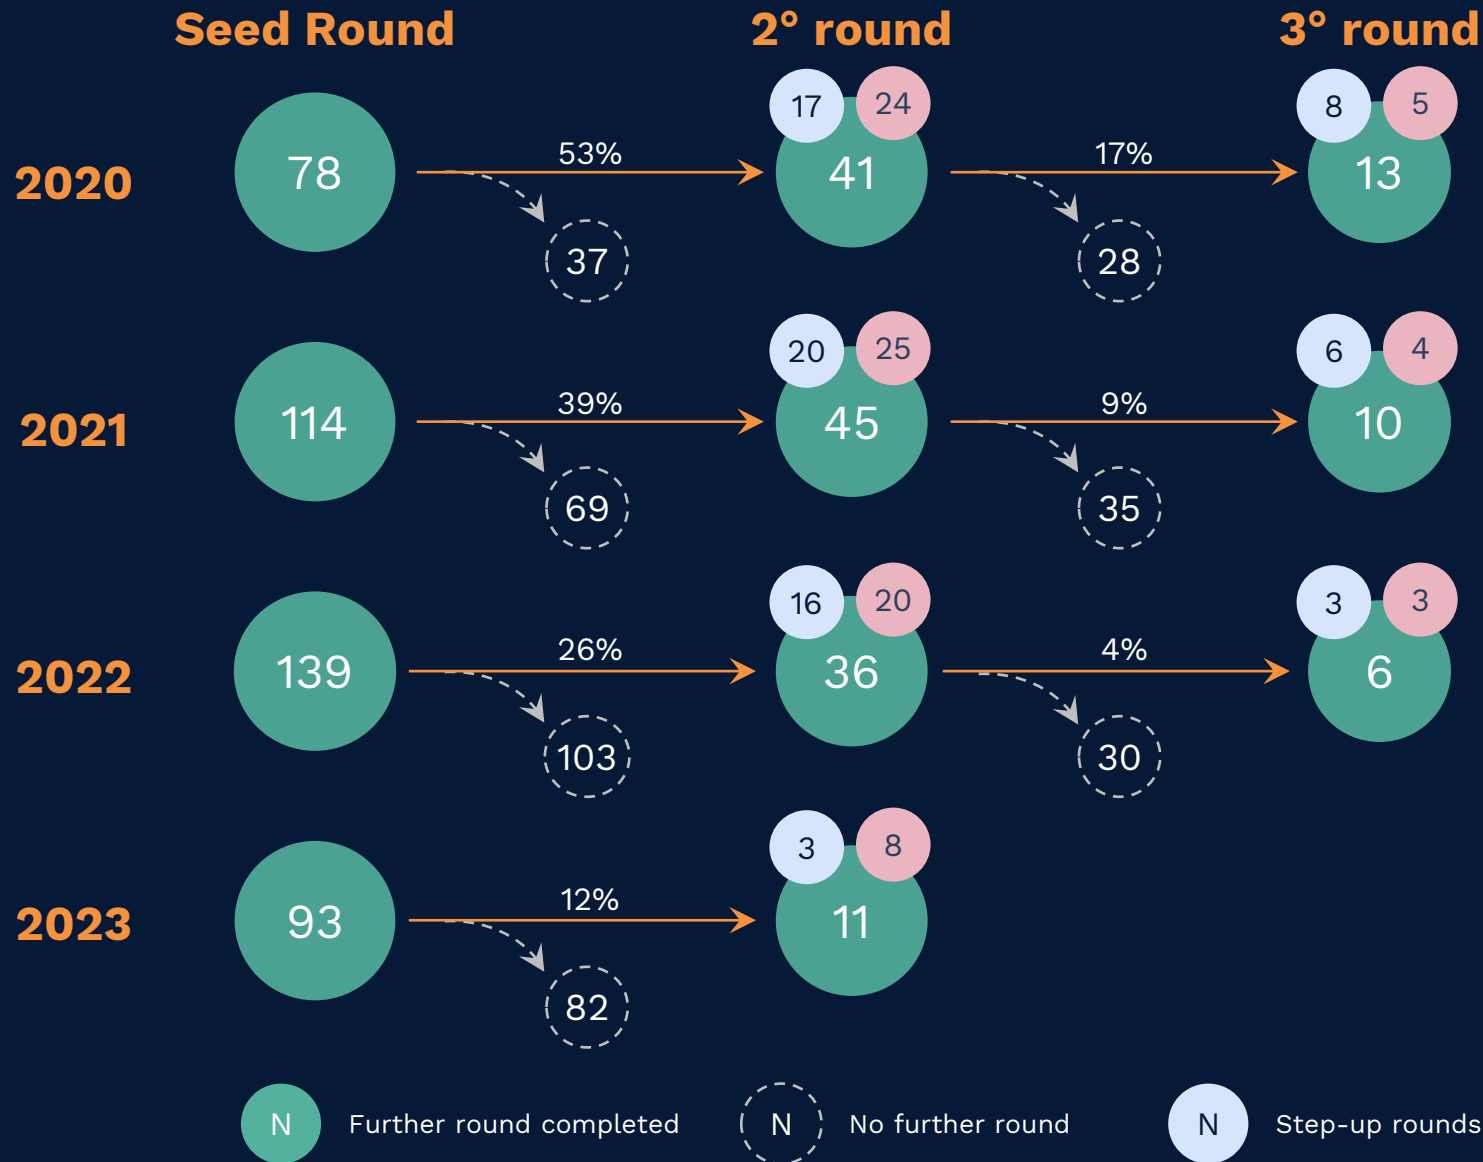 Seed Round 2° round 3° round
17 24 8 5
53% 17%
2020 78 41 13
37 28
20 25 6 4
39% 9%
2021 114 45 10
69 35
16 20 3 3
26% 4%
2022 139 36 6
103 30
3 8
12%
2023 93 11
82
N Further round completed N No further round N Step-up rounds